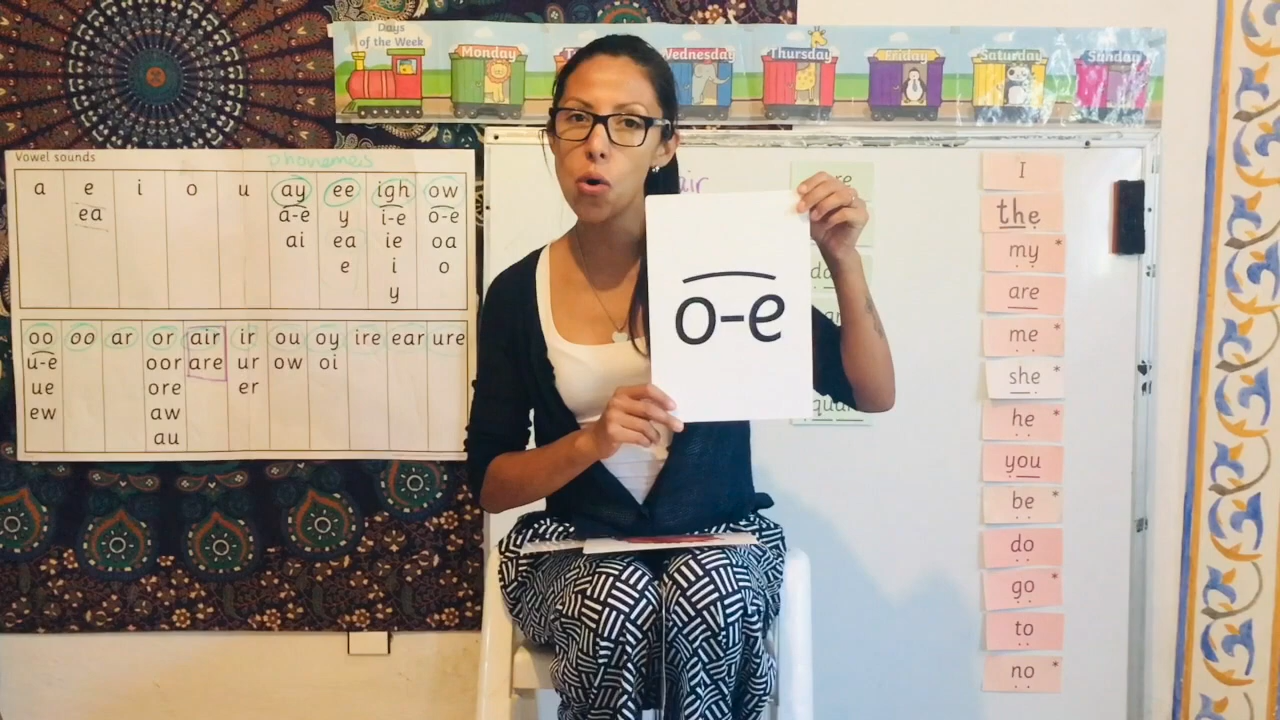 Days
of the Week
Monday
Wednesday
Thursday
Friday
Saturday
Sunday
Vowel sounds
phonemes
a e i o u ay ee igh ow
ea a-e y i-e o-e
ai ea ie oa
e i o
y
oo oo ar or air ir ou oy ire ear ure
u-e oor are ur ow oi
ue ore er
ew aw
au
air
o-e
I
the
my *
are
me *
she *
he *
you
be *
do
go *
to
no *